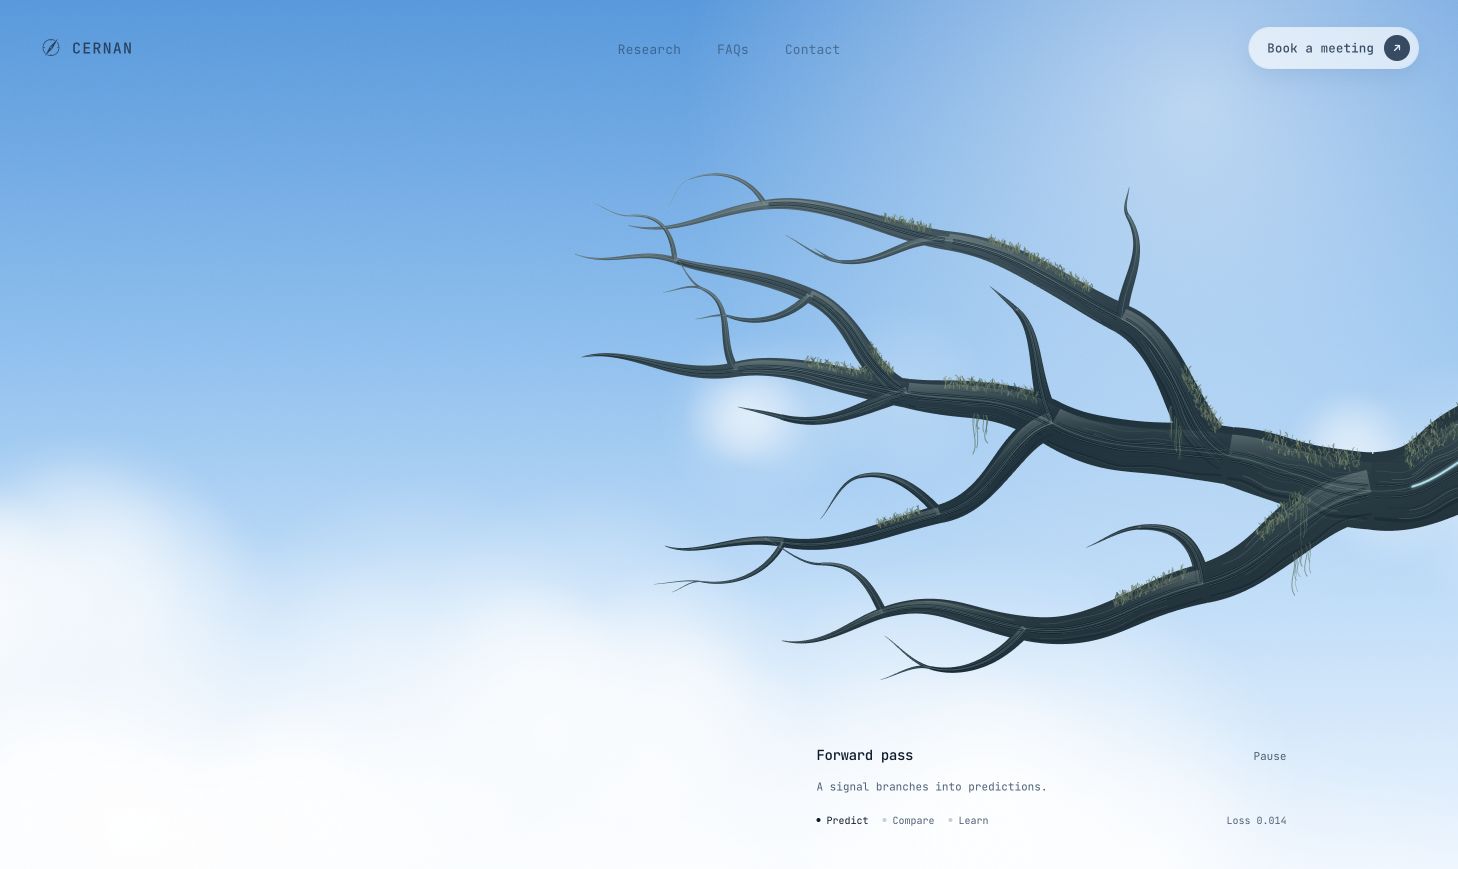 CERNAN
Research FAQs Contact
Book a meeting
Forward pass
Pause
A signal branches into predictions.
Predict Compare Learn
Loss 0.014